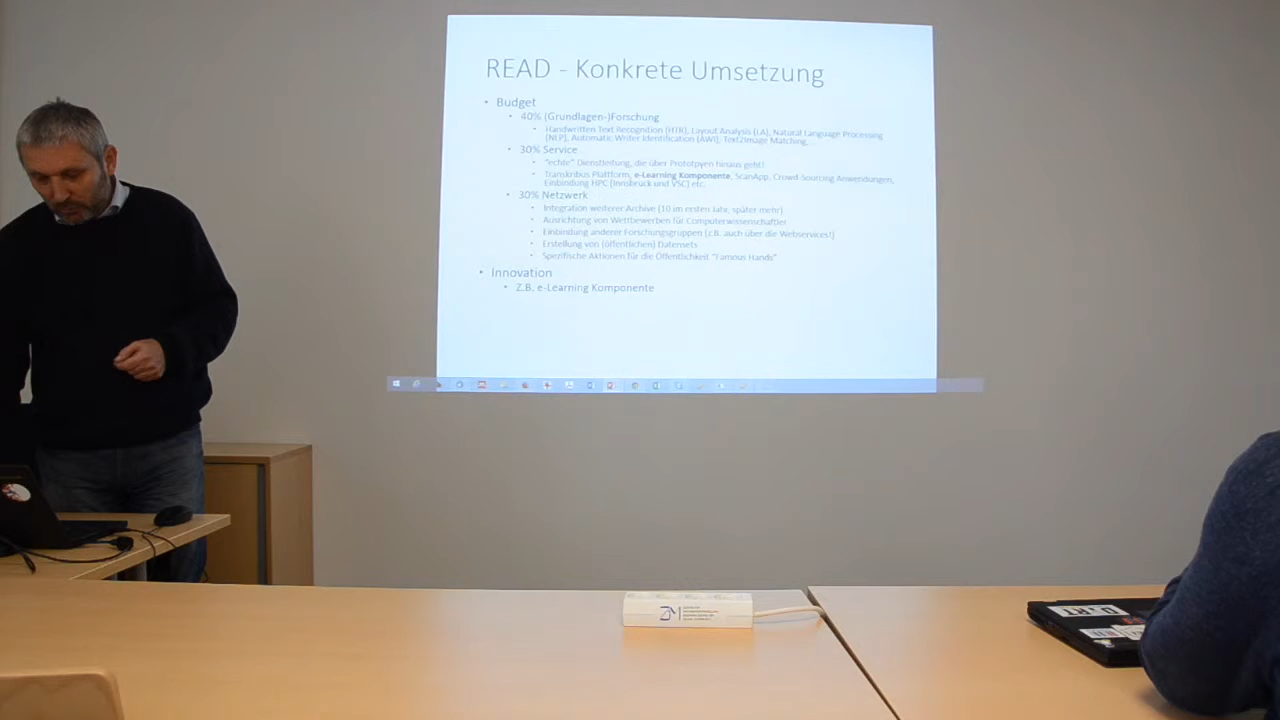 READ - Konkrete Umsetzung
• Budget
• 40% (Grundlagen-)Forschung
• Handwritten Text Recognition (HTR), Layout Analysis (LA), Natural Language Processing
(NLP), Automatic Writer Identification (AWI), Text2Image Matching,...
• 30% Service
• "echte" Dienstleitung, die über Prototpyen hinaus geht!
• Transkribus Plattform, e-Learning Komponente, ScanApp, Crowd-Sourcing Anwendungen,
Einbindung HPC (Innsbruck und VSC) etc.
• 30% Netzwerk
• Integration weiterer Archive (10 im ersten Jahr, später mehr)
• Ausrichtung von Wettbewerben für Computerwissenschaftler
• Einbindung anderer Forschungsgruppen (z.B. auch über die Webservices!)
• Erstellung von (öffentlichen) Datensets
• Spezifische Aktionen für die Öffentlichkeit "Famous Hands"
• Innovation
• Z.B. e-Learning Komponente